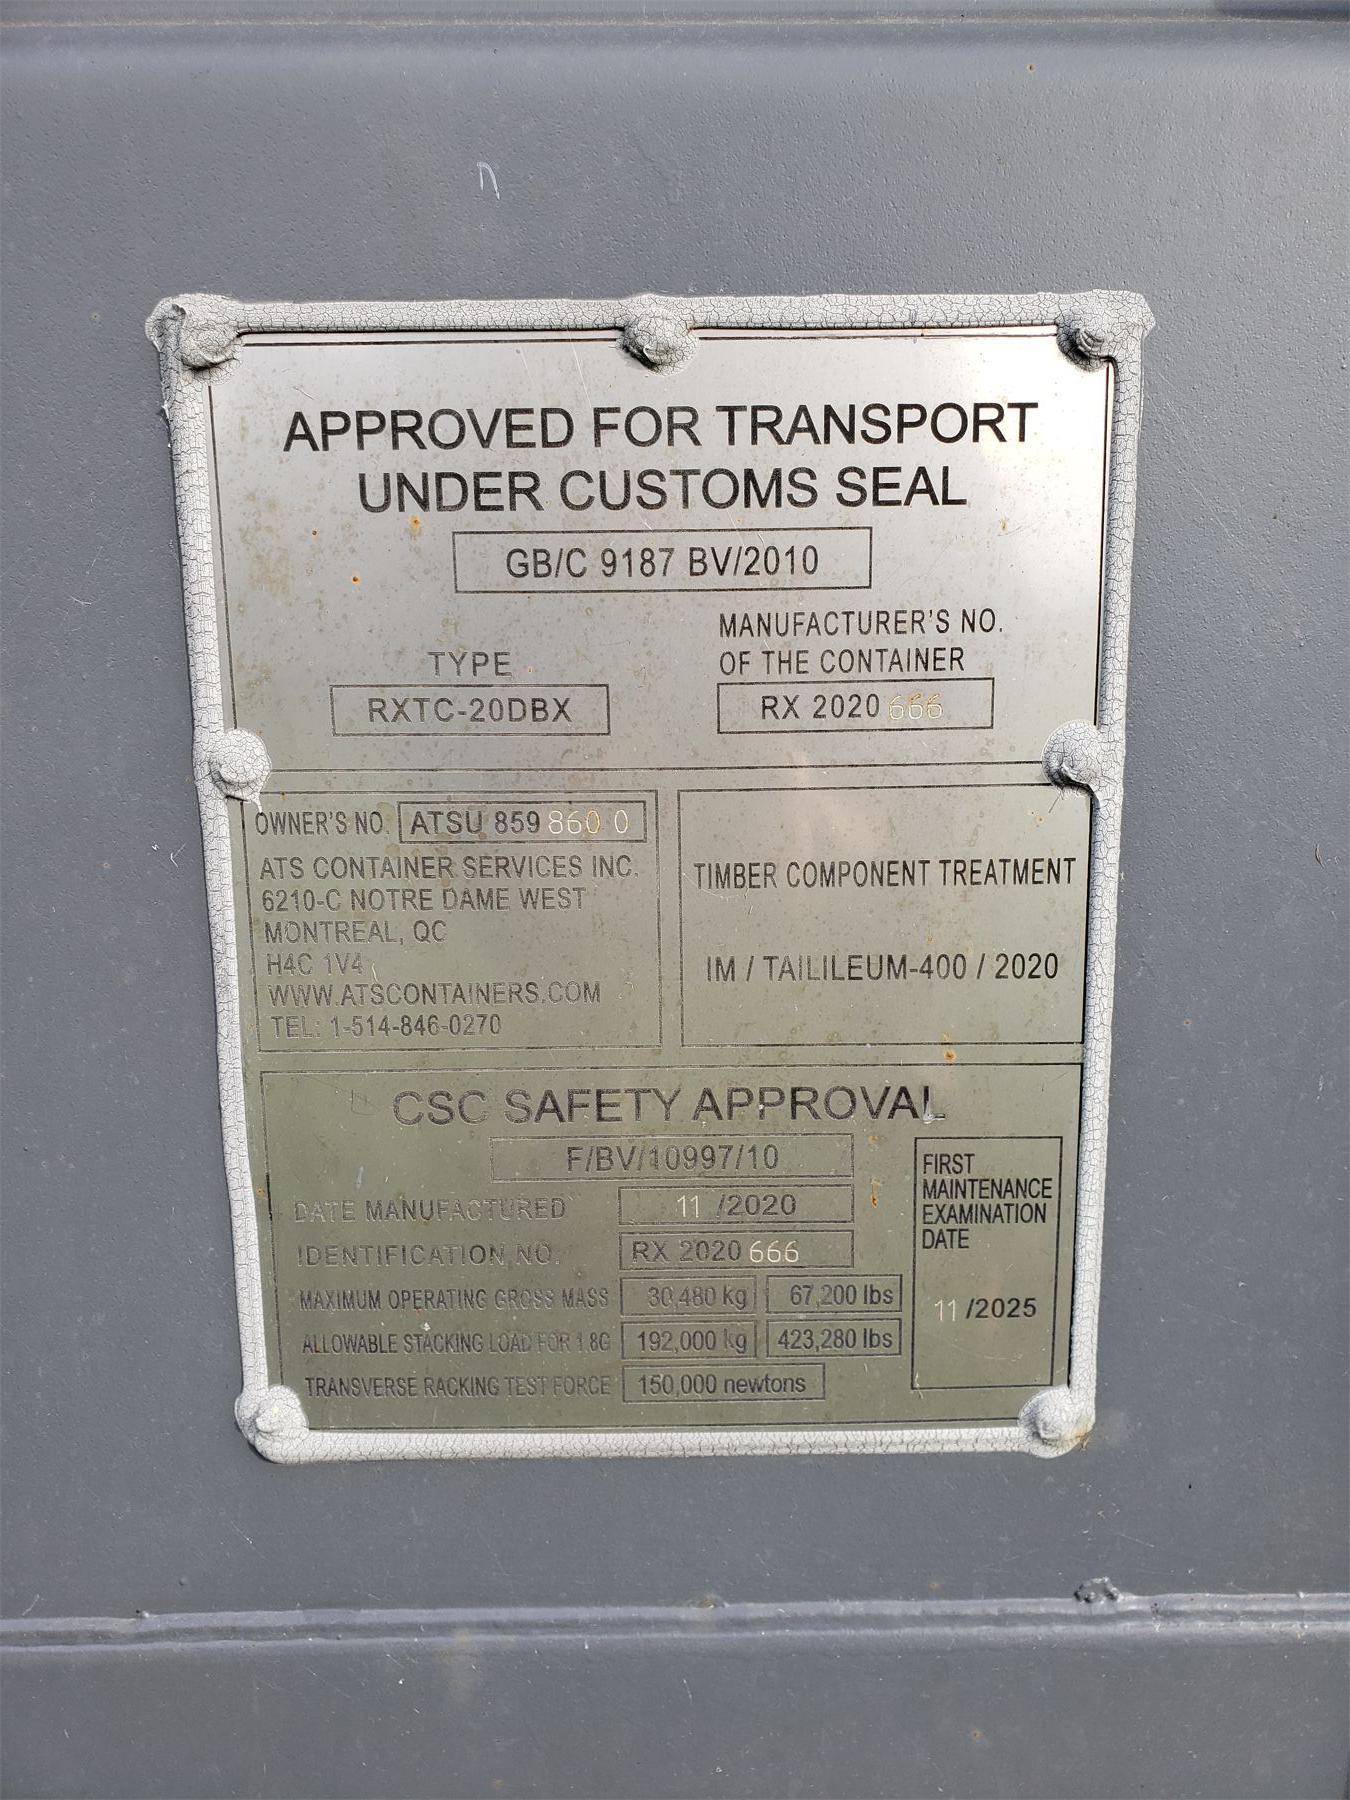 APPROVED FOR TRANSPORT
UNDER CUSTOMS SEAL
GB/C 9187 BV/2010
TYPE
RXTC-20DBX
MANUFACTURER'S NO.
OF THE CONTAINER
RX 2020 666
OWNER'S NO. ATSU 859 860 0
ATS CONTAINER SERVICES INC.
6210-C NOTRE DAME WEST
MONTREAL, QC
H4C 1V4
WWW.ATSCONTAINERS.COM
TEL: 1-514-846-0270
TIMBER COMPONENT TREATMENT
IM / TAILILEUM-400 / 2020
CSC SAFETY APPROVAL
F/BV/10997/10
DATE MANUFACTURED 11 /2020
IDENTIFICATION NO. RX 2020 666
MAXIMUM OPERATING GROSS MASS 30,480 kg 67,200 lbs
ALLOWABLE STACKING LOAD FOR 1.8G 192,000 kg 423,280 lbs
TRANSVERSE RACKING TEST FORCE 150,000 newtons
FIRST
MAINTENANCE
EXAMINATION
DATE
11 /2025